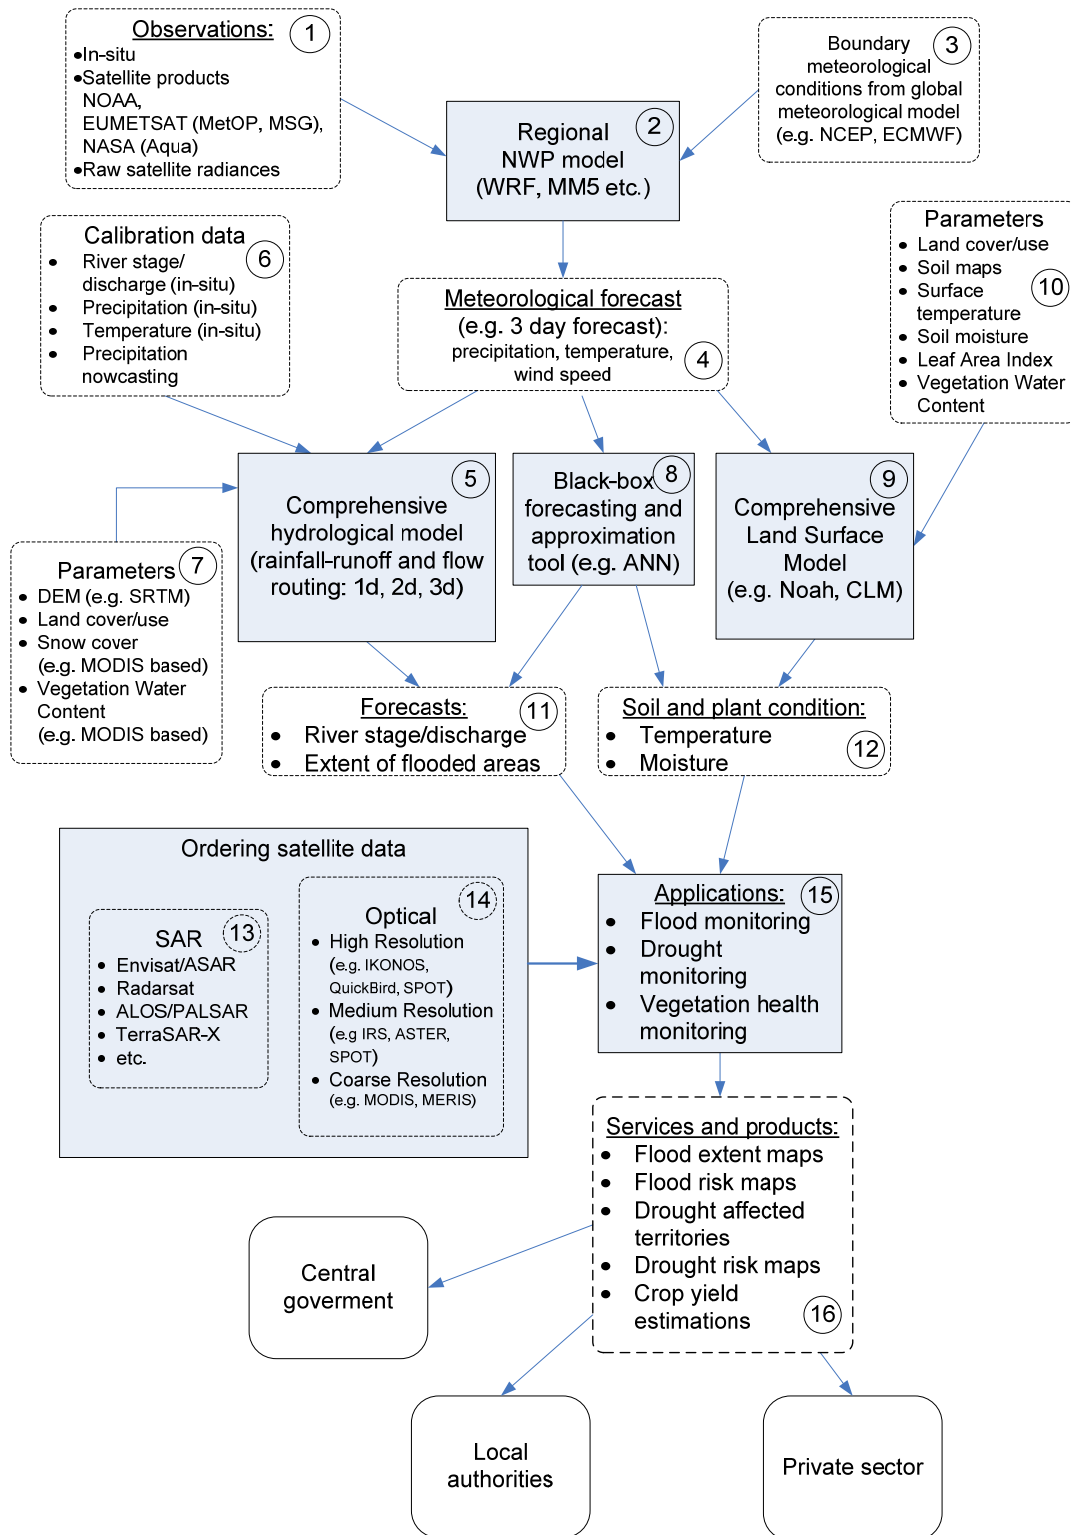 Observations:
1
●In-situ
●Satellite products
NOAA,
EUMETSAT (MetOP, MSG),
NASA (Aqua)
●Raw satellite radiances
3
Boundary
meteorological
conditions from global
meteorological model
(e.g. NCEP, ECMWF)
2
Regional
NWP model
(WRF, MM5 etc.)
Calibration data
6
● River stage/
discharge (in-situ)
● Precipitation (in-situ)
● Temperature (in-situ)
● Precipitation
nowcasting
Meteorological forecast
(e.g. 3 day forecast):
precipitation, temperature,
wind speed
4
Parameters
● Land cover/use
● Soil maps
● Surface
temperature
10
● Soil moisture
● Leaf Area Index
● Vegetation Water
Content
5
Comprehensive
hydrological model
(rainfall-runoff and flow
routing: 1d, 2d, 3d)
8
Black-box
forecasting and
approximation
tool (e.g. ANN)
9
Comprehensive
Land Surface
Model
(e.g. Noah, CLM)
7
Parameters
● DEM (e.g. SRTM)
● Land cover/use
● Snow cover
(e.g. MODIS based)
● Vegetation Water
Content
(e.g. MODIS based)
Forecasts:
11
● River stage/discharge
● Extent of flooded areas
Soil and plant condition:
● Temperature
● Moisture
12
Ordering satellite data
13
SAR
● Envisat/ASAR
● Radarsat
● ALOS/PALSAR
● TerraSAR-X
● etc.
14
Optical
● High Resolution
(e.g. IKONOS,
QuickBird, SPOT)
● Medium Resolution
(e.g IRS, ASTER,
SPOT)
● Coarse Resolution
(e.g. MODIS, MERIS)
Applications:
15
● Flood monitoring
● Drought
monitoring
● Vegetation health
monitoring
Services and products:
● Flood extent maps
● Flood risk maps
● Drought affected
territories
● Drought risk maps
● Crop yield
estimations
16
Central
goverment
Local
authorities
Private sector